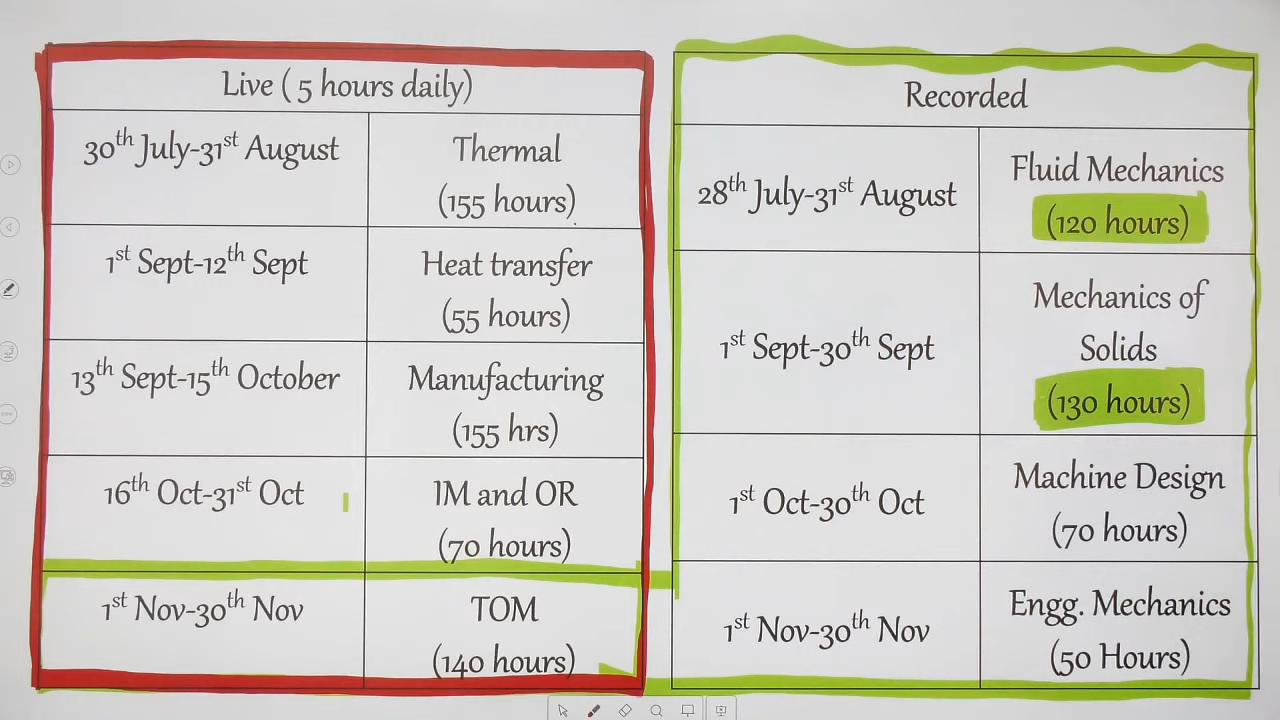 Live ( 5 hours daily)
30th July-31st August
Thermal
(155 hours)
1st Sept-12th Sept
Heat transfer
(55 hours)
13th Sept-15th October
Manufacturing
(155 hrs)
16th Oct-31st Oct
IM and OR
(70 hours)
1st Nov-30th Nov
TOM
(140 hours)
Recorded
28th July-31st August
Fluid Mechanics
(120 hours)
1st Sept-30th Sept
Mechanics of
Solids
(130 hours)
1st Oct-30th Oct
Machine Design
(70 hours)
1st Nov-30th Nov
Engg. Mechanics
(50 Hours)